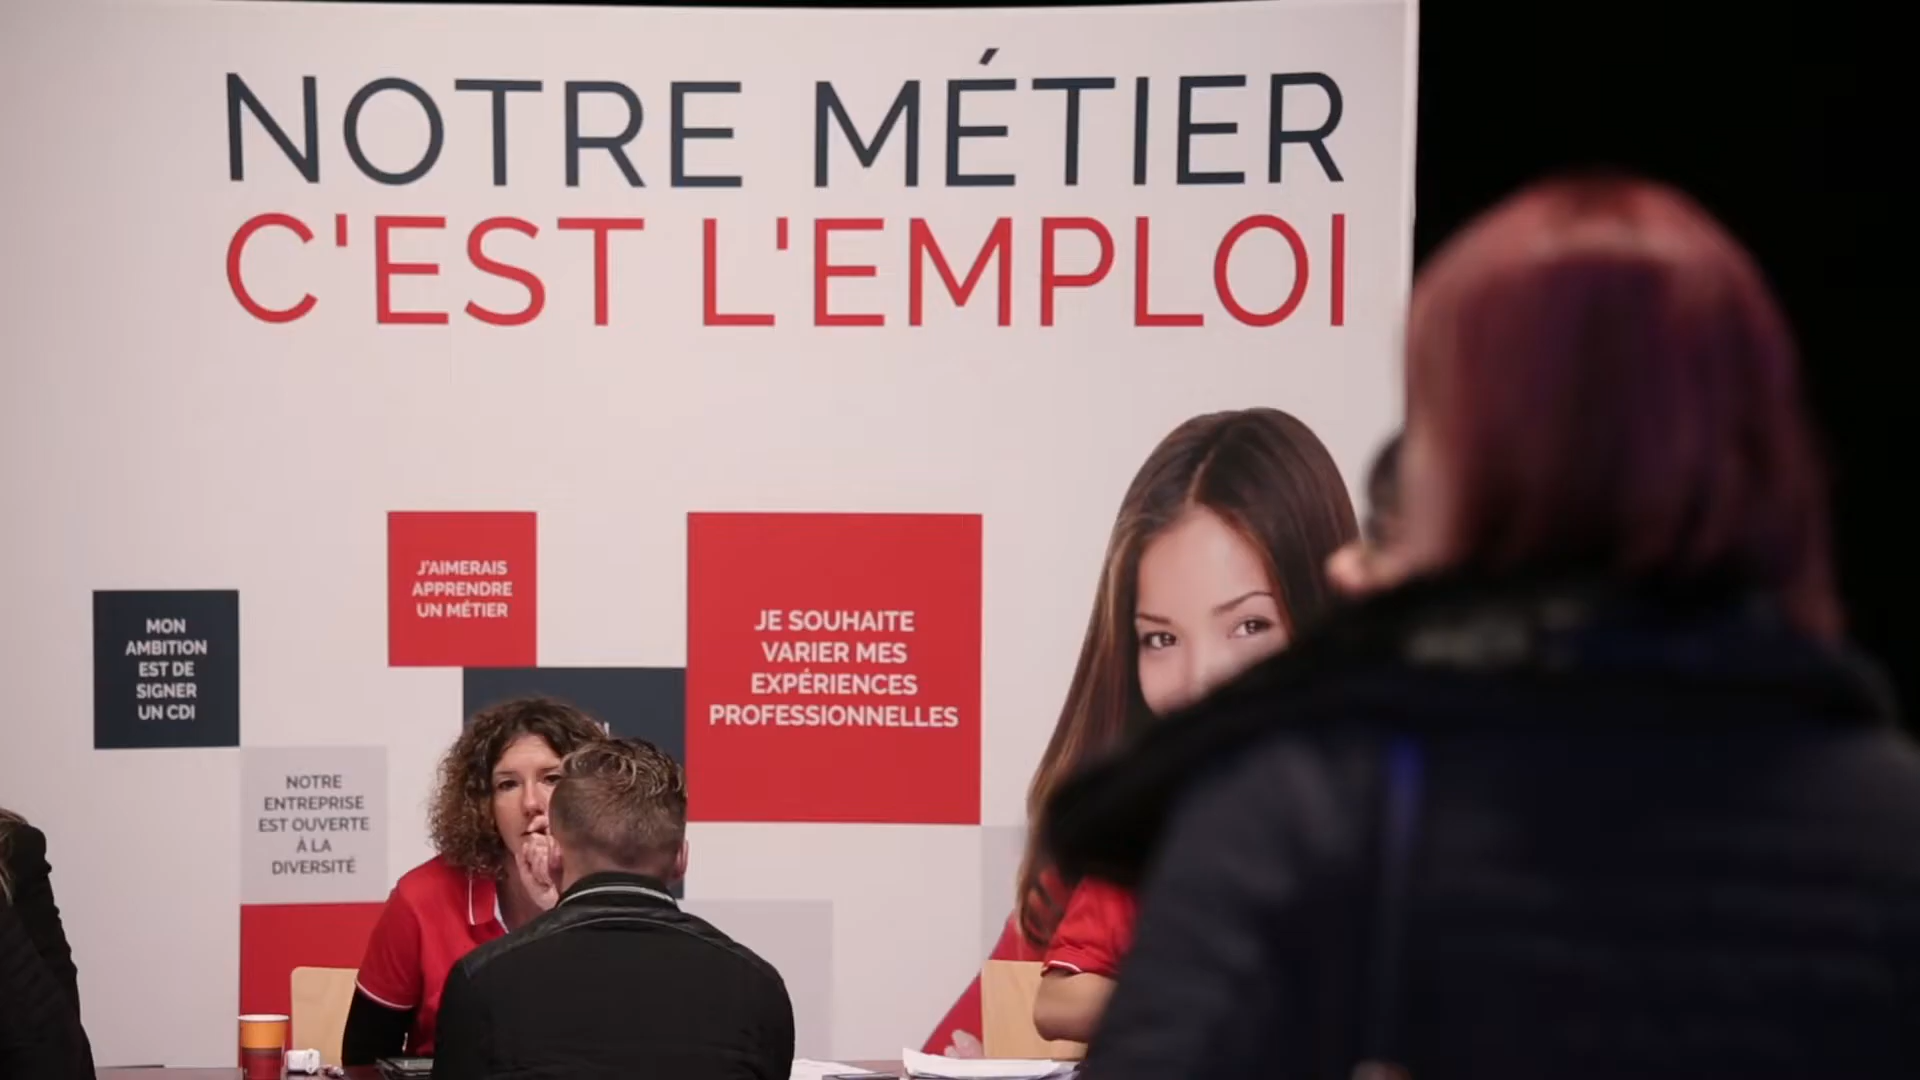 NOTRE MÉTIER
C'EST L'EMPLOI
J'AIMERAIS
APPRENDRE
UN MÉTIER
MON
AMBITION
EST DE
SIGNER
UN CDI
JE SOUHAITE
VARIER MES
EXPÉRIENCES
PROFESSIONNELLES
NOTRE
ENTREPRISE
EST OUVERTE
À LA
DIVERSITÉ